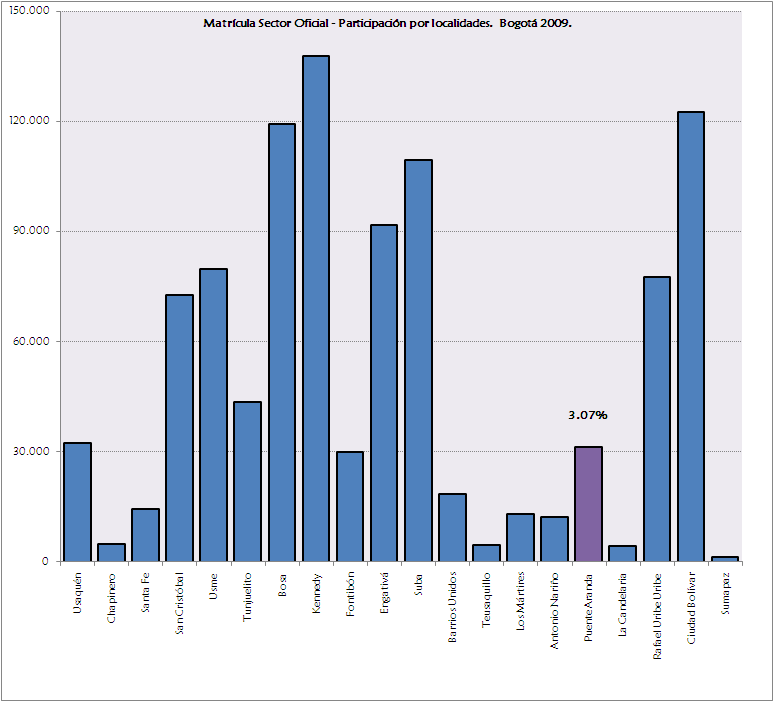 Matrícula Sector Oficial - Participación por localidades.  Bogotá 2009.
150.000
120.000
90.000
60.000
30.000
0
3.07%
Usaquén
Chapinero
Santa Fe
San Cristóbal
Usme
Tunjuelito
Bosa
Kennedy
Fontibón
Engativá
Suba
Barrios Unidos
Teusaquillo
Los Mártires
Antonio Nariño
Puente Aranda
La Candelaria
Rafael Uribe Uribe
Ciudad Bolívar
Sumapaz